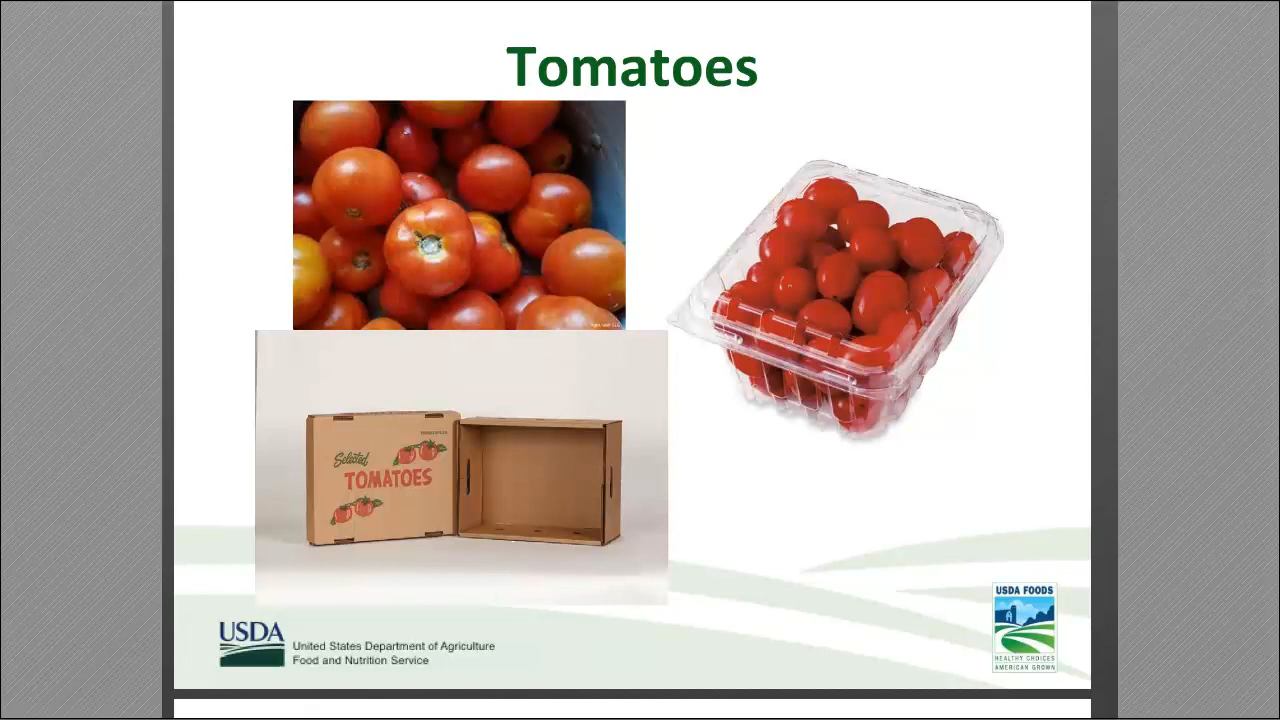 Tomatoes
Selected
TOMATOES
USDA
United States Department of Agriculture
Food and Nutrition Service
USDA FOODS
HEALTHY CHOICES
AMERICAN GROWN